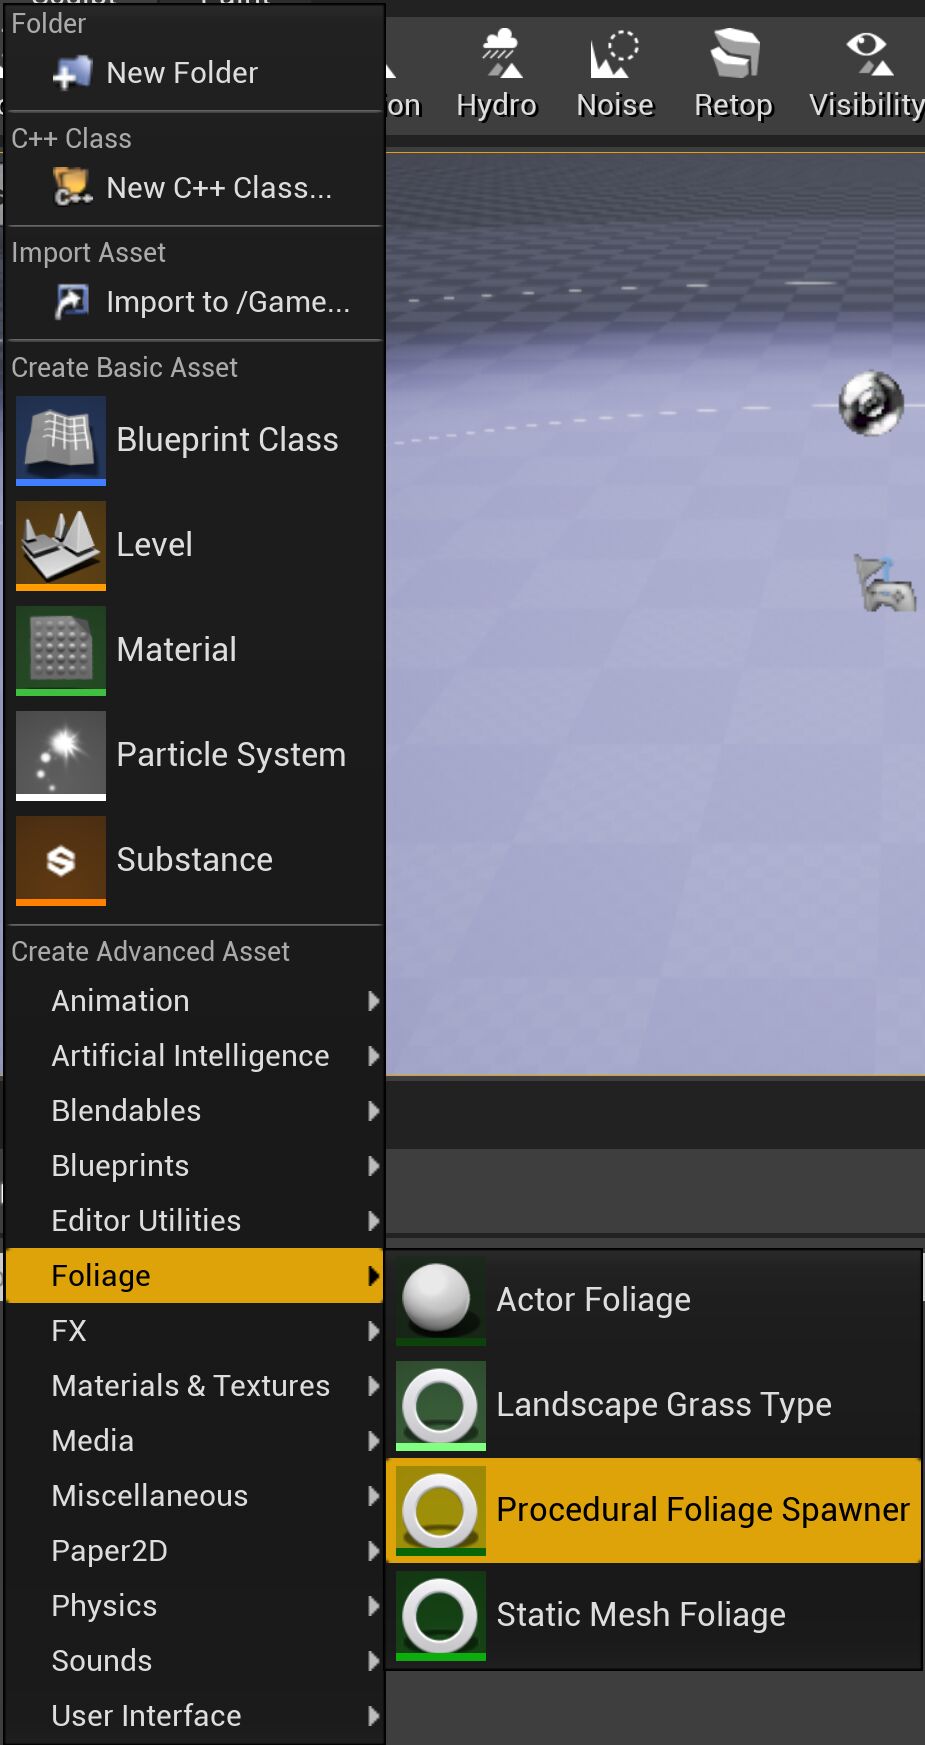 Folder
New Folder
C++ Class
New C++ Class...
Import Asset
Import to /Game...
Create Basic Asset
Blueprint Class
Level
Material
Particle System
Substance
Create Advanced Asset
Animation
Artificial Intelligence
Blendables
Blueprints
Editor Utilities
Foliage
FX
Materials & Textures
Media
Miscellaneous
Paper2D
Physics
Sounds
User Interface
Hydro Noise Retop Visibility
Actor Foliage
Landscape Grass Type
Procedural Foliage Spawner
Static Mesh Foliage